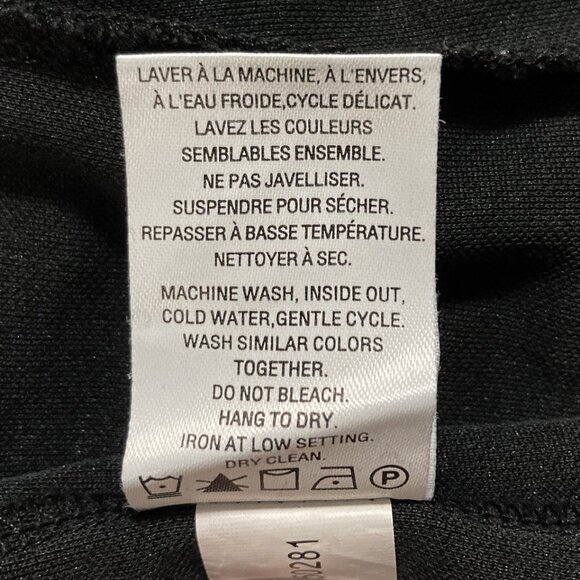 LAVER À LA MACHINE, À L'ENVERS,
À L'EAU FROIDE,CYCLE DÉLICAT.
LAVEZ LES COULEURS
SEMBLABLES ENSEMBLE.
NE PAS JAVELLISER.
SUSPENDRE POUR SÉCHER.
REPASSER À BASSE TEMPÉRATURE.
NETTOYER À SEC.
MACHINE WASH, INSIDE OUT,
COLD WATER,GENTLE CYCLE.
WASH SIMILAR COLORS
TOGETHER.
DO NOT BLEACH.
HANG TO DRY.
IRON AT LOW SETTING.
DRY CLEAN.
P